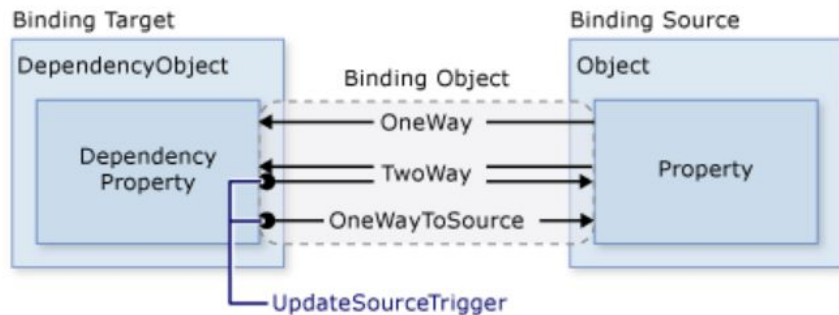 Binding Target
Binding Source
DependencyObject
Object
Binding Object
OneWay
Dependency
Property
TwoWay
Property
OneWayToSource
UpdateSourceTrigger